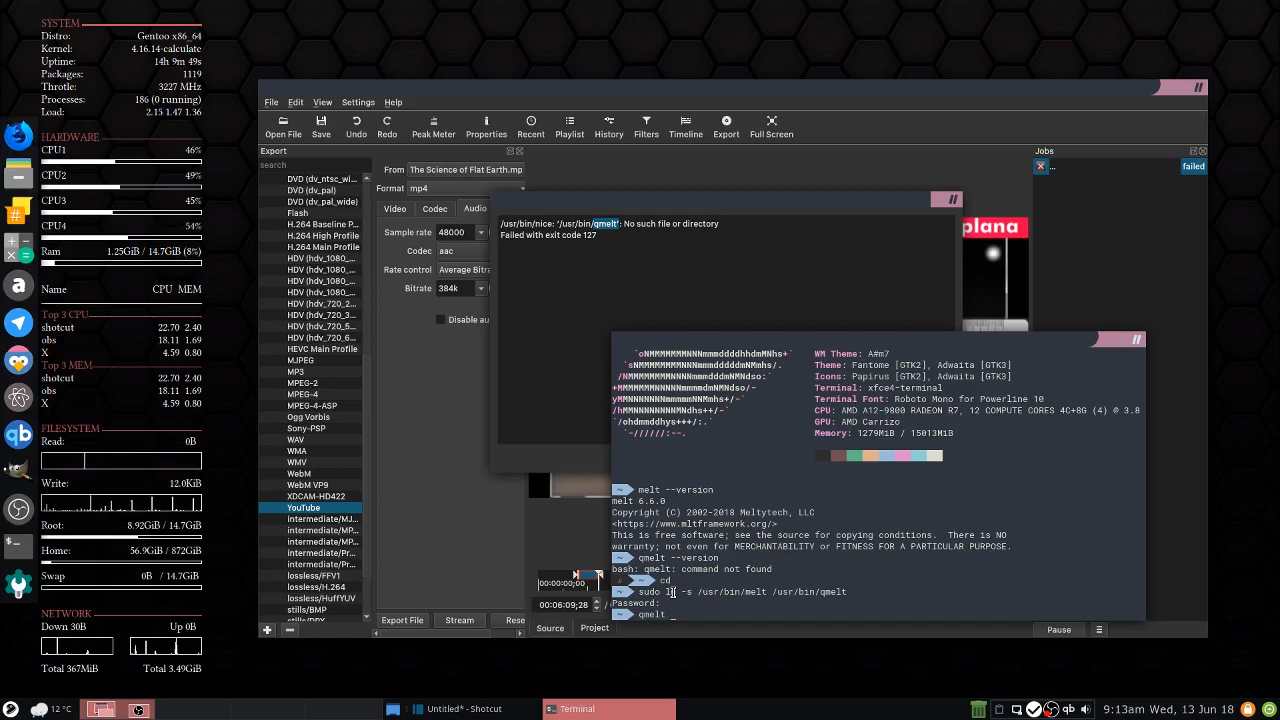 SYSTEM
Distro: Gentoo x86_64
Kernel: 4.16.14-calculate
Uptime: 14h 9m 49s
Packages: 1119
Throttle: 3227 MHz
Processes: 186 (0 running)
Load: 2.15 1.47 1.36
HARDWARE
CPU1 46%
CPU2 49%
CPU3 45%
CPU4 54%
Ram 1.25GiB / 14.7GiB (8%)
Name CPU MEM
Top 3 CPU
shotcut 22.70 2.40
obs 18.11 1.69
X 4.59 0.80
Top 3 MEM
shotcut 22.70 2.40
obs 18.11 1.69
X 4.59 0.80
FILESYSTEM
Read: 0B
Write: 12.0KiB
Root: 8.92GiB / 14.7GiB
Home: 56.9GiB / 872GiB
Swap 0B / 14.7GiB
NETWORK
Down 30B Up 0B
Total 367MiB Total 3.49GiB
File Edit View Settings Help
Open File Save Undo Redo Peak Meter Properties Recent Playlist History Filters Timeline Export Full Screen
Export
search
DVD (dv_ntsc_wi...
DVD (dv_pal)
DVD (dv_pal_wide)
Flash
H.264 Baseline P...
H.264 High Profile
H.264 Main Profile
HDV (hdv_1080_...
HDV (hdv_1080_...
HDV (hdv_1080_...
HDV (hdv_1080_...
HDV (hdv_720_2...
HDV (hdv_720_3...
HDV (hdv_720_5...
HDV (hdv_720_6...
HEVC Main Profile
MJPEG
MP3
MPEG-2
MPEG-4
MPEG-4-ASP
Ogg Vorbis
Sony-PSP
WAV
WMA
WMV
WebM
WebM VP9
XDCAM-HD422
YouTube
intermediate/MJ...
intermediate/MP...
intermediate/Pr...
intermediate/Pr...
lossless/FFV1
lossless/H.264
lossless/HuffYUV
stills/BMP
stills/DPX
From The Science of Flat Earth.mp
Format mp4
Video Codec Audio
Sample rate 48000
Codec aac
Rate control Average Bitra
Bitrate 384k
Disable au
Export File Stream Rese
/usr/bin/nice: '/usr/bin/qmelt': No such file or directory
Failed with exit code 127
Jobs
... failed
plana
00:00:00;00
00:06:09;28 /
Source Project
Pause
`oNMMMMMMMNNNmmmddddhhdmMNhs+`
`sNMMMMMMMMNNNmmmmmddNMMhs/.
/NMMMMMMMMNNNNmmmdNMNdso:`
+MMMMMMMNNNNNmmmmdmNMNdso/-
yMMNNNNNNNmmmmmNNMmhs+/-`
/hMMNNNNNNNNMNdhs++/-`
`/ohdmmddhys+++/:.`
`-//////:--.
WM Theme: A#m7
Theme: Fantome [GTK2], Adwaita [GTK3]
Icons: Papirus [GTK2], Adwaita [GTK3]
Terminal: xfce4-terminal
Terminal Font: Roboto Mono for Powerline 10
CPU: AMD A12-9800 RADEON R7, 12 COMPUTE CORES 4C+8G (4) @ 3.8
GPU: AMD Carrizo
Memory: 1279MiB / 15013MiB
~ melt --version
melt 6.6.0
Copyright (C) 2002-2018 Meltytech, LLC
<https://www.mltframework.org/>
This is free software; see the source for copying conditions. There is NO
warranty; not even for MERCHANTABILITY or FITNESS FOR A PARTICULAR PURPOSE.
~ qmelt --version
bash: qmelt: command not found
~ cd
~ sudo -s /usr/bin/melt /usr/bin/qmelt
Password:
~ qmelt _
12 °C Untitled* - Shotcut Terminal qb 9:13am Wed, 13 Jun 18